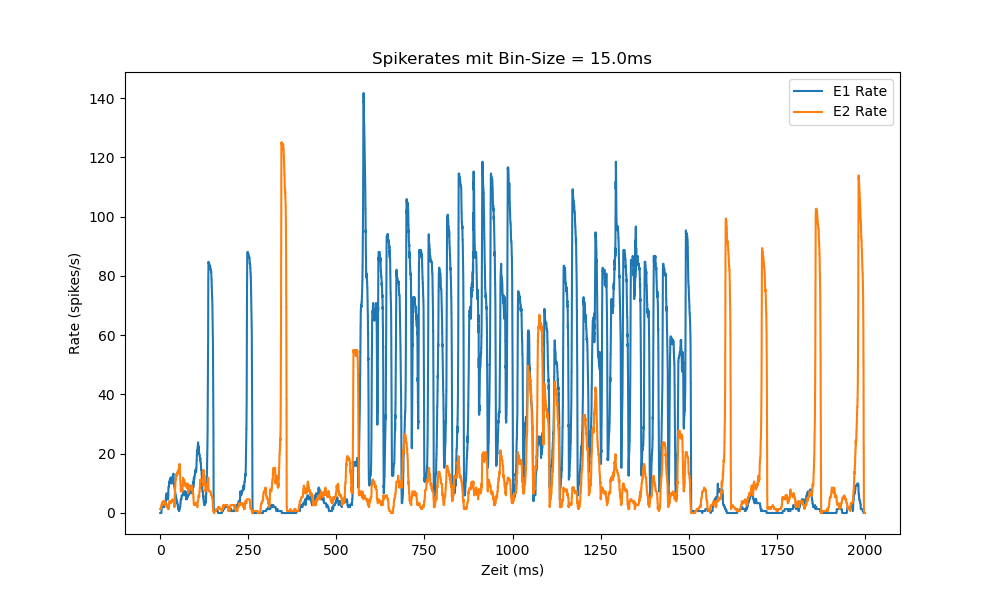 Spikerates mit Bin-Size = 15.0ms
E1 Rate
E2 Rate
140
120
100
80
60
40
20
0
Rate (spikes/s)
0 250 500 750 1000 1250 1500 1750 2000
Zeit (ms)